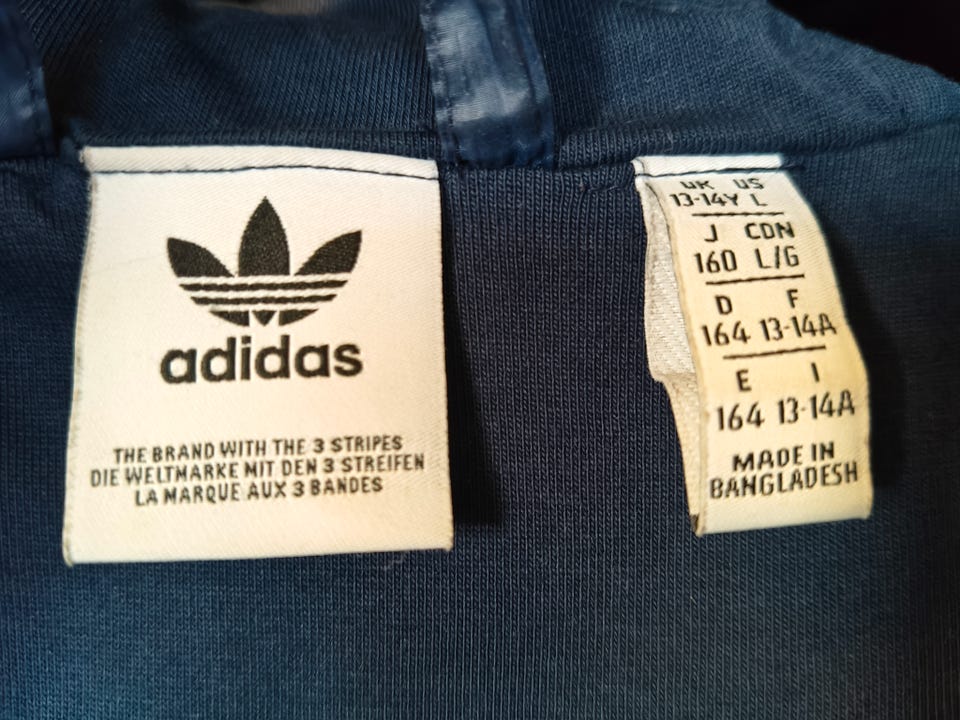 adidas
THE BRAND WITH THE 3 STRIPES
DIE WELTMARKE MIT DEN 3 STREIFEN
LA MARQUE AUX 3 BANDES
UK US
13-14Y L
J CDN
160 L/G
D F
164 13-14A
E I
164 13-14A
MADE IN
BANGLADESH